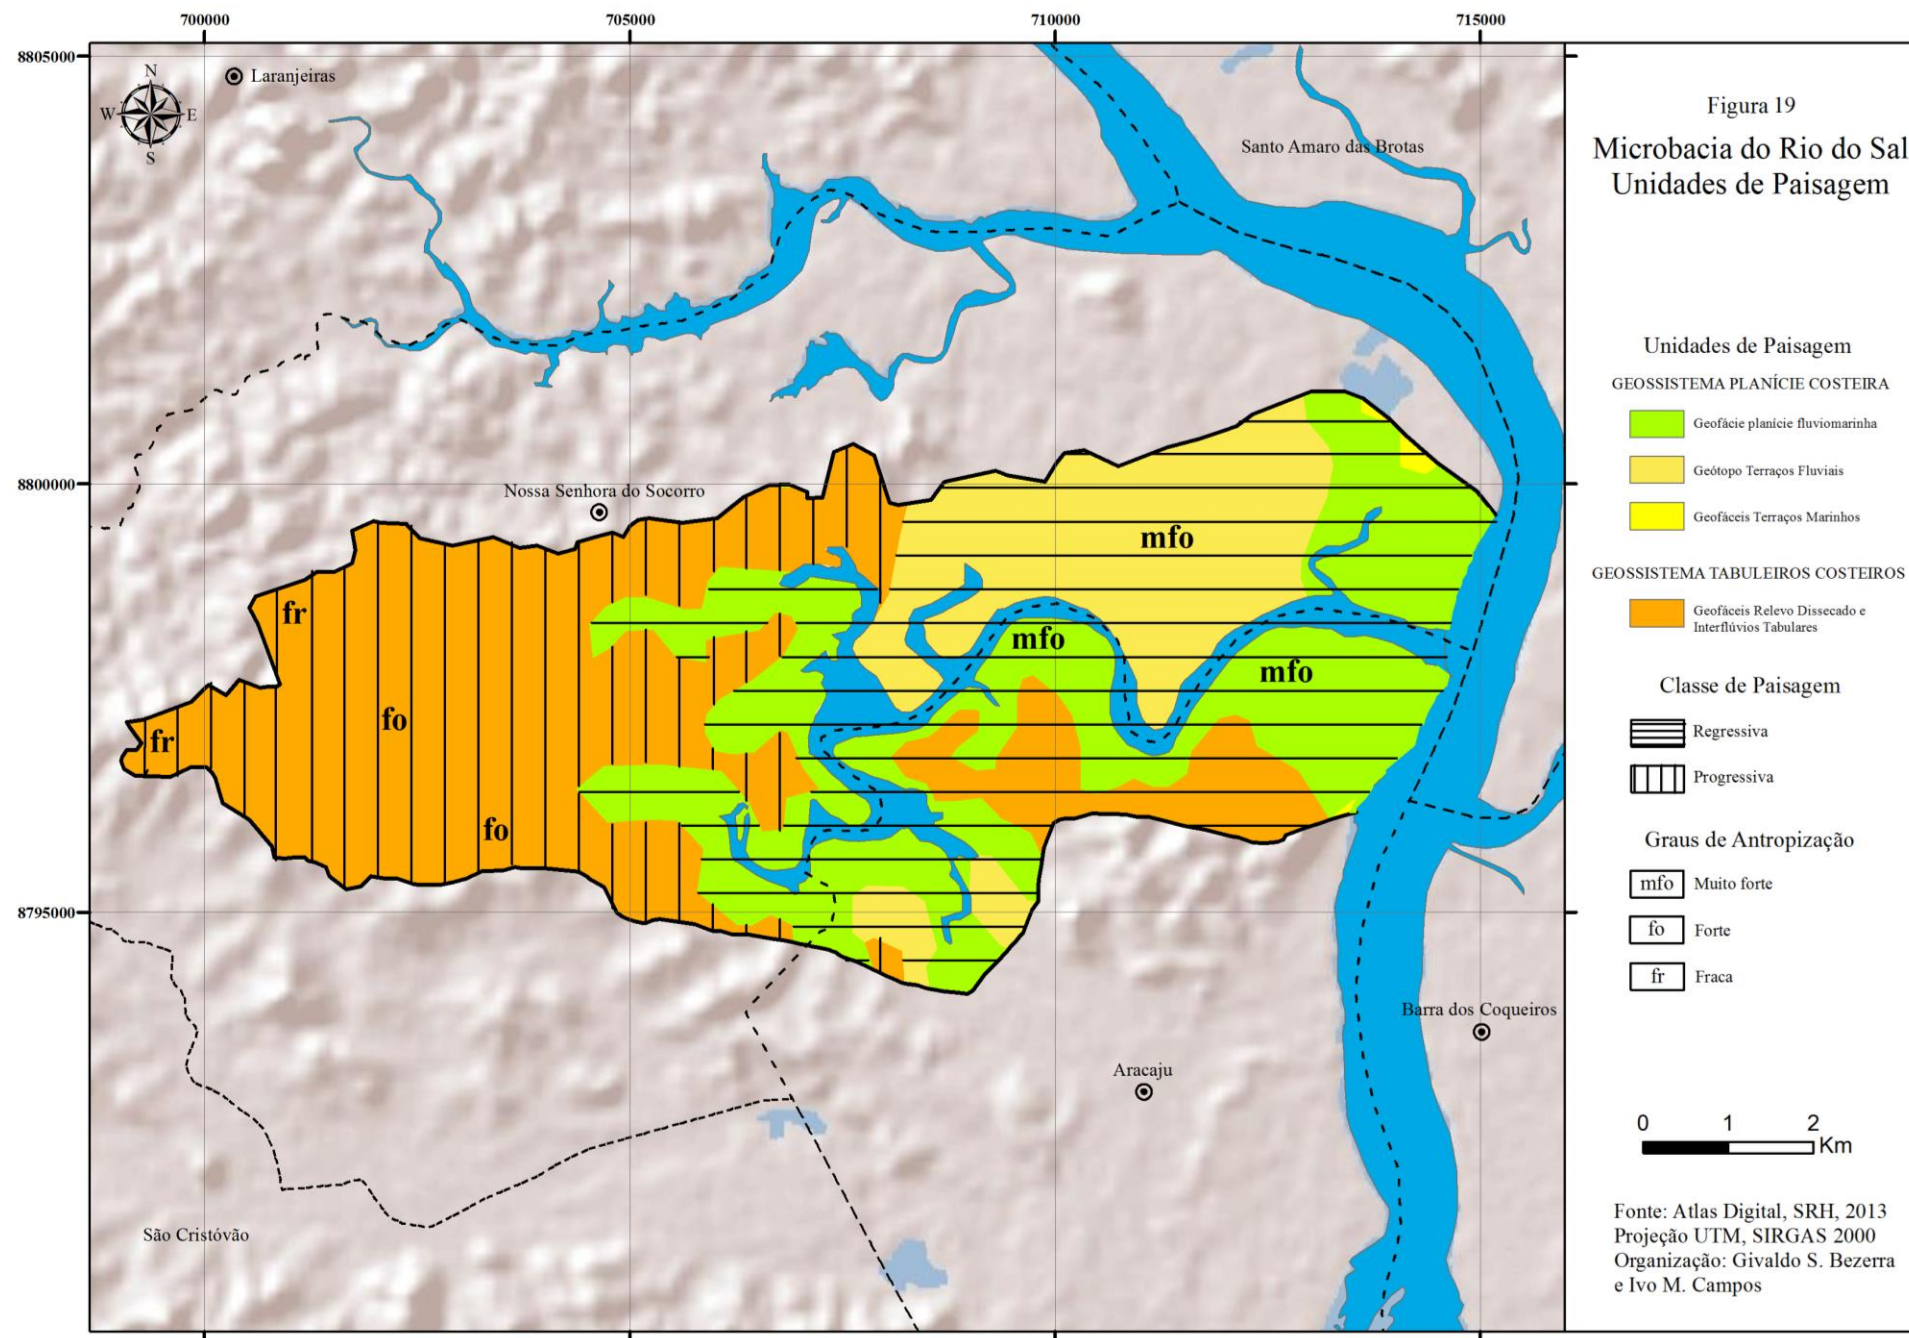 700000
705000
710000
715000
8805000
8800000
8795000
N
W
E
S
Laranjeiras
Santo Amaro das Brotas
Nossa Senhora do Socorro
mfo
fr
mfo
mfo
fo
fr
fo
Barra dos Coqueiros
Aracaju
São Cristóvão
Figura 19
Microbacia do Rio do Sal
Unidades de Paisagem
Unidades de Paisagem
GEOSSISTEMA PLANÍCIE COSTEIRA
Geofácie planície fluviomarinha
Geótopo Terraços Fluviais
Geofáceis Terraços Marinhos
GEOSSISTEMA TABULEIROS COSTEIROS
Geofáceis Relevo Dissecado e
Interflúvios Tabulares
Classe de Paisagem
Regressiva
Progressiva
Graus de Antropização
mfo Muito forte
fo Forte
fr Fraca
0 1 2
Km
Fonte: Atlas Digital, SRH, 2013
Projeção UTM, SIRGAS 2000
Organização: Givaldo S. Bezerra
e Ivo M. Campos